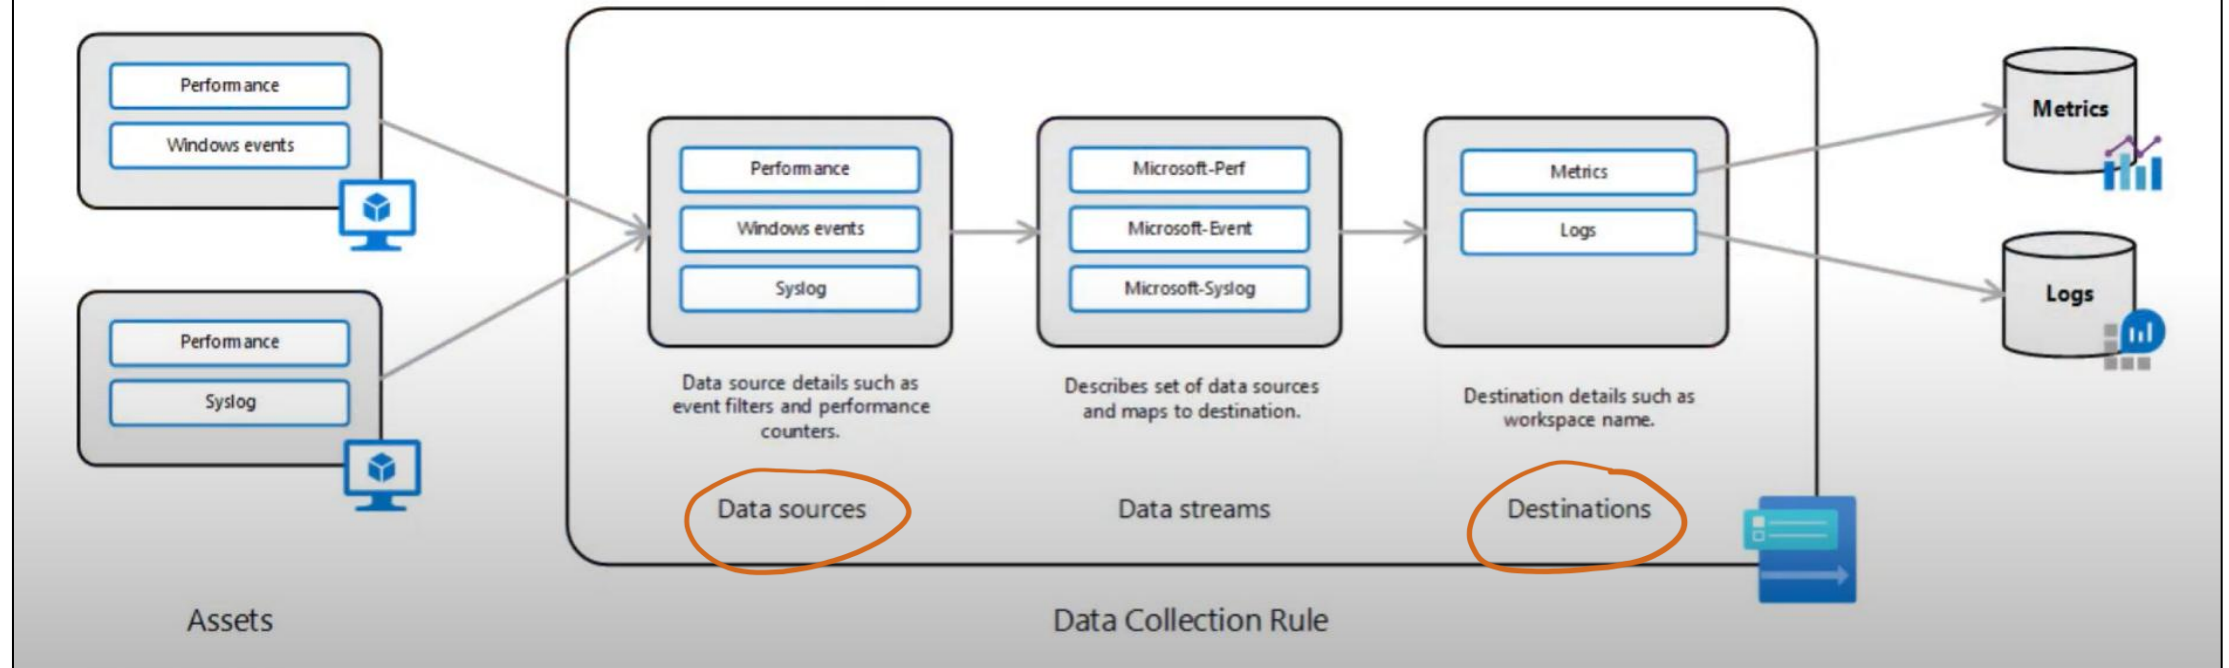 Performance
Windows events
Performance
Syslog
Assets
Performance
Windows events
Syslog
Data source details such as
event filters and performance
counters.
Data sources
Microsoft-Perf
Microsoft-Event
Microsoft-Syslog
Describes set of data sources
and maps to destination.
Data streams
Metrics
Logs
Destination details such as
workspace name.
Destinations
Data Collection Rule
Metrics
Logs